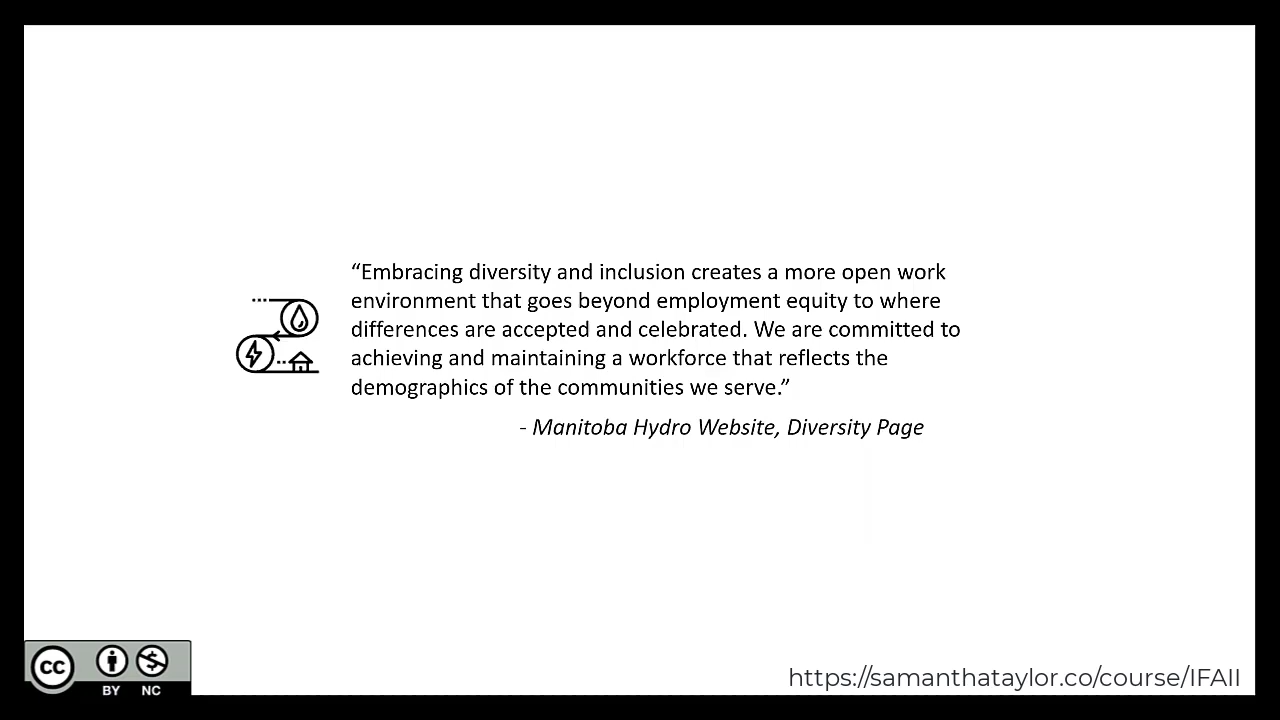 “Embracing diversity and inclusion creates a more open work
environment that goes beyond employment equity to where
differences are accepted and celebrated. We are committed to
achieving and maintaining a workforce that reflects the
demographics of the communities we serve.”
- Manitoba Hydro Website, Diversity Page
cc
BY NC
https://samanthataylor.co/course/IFAII